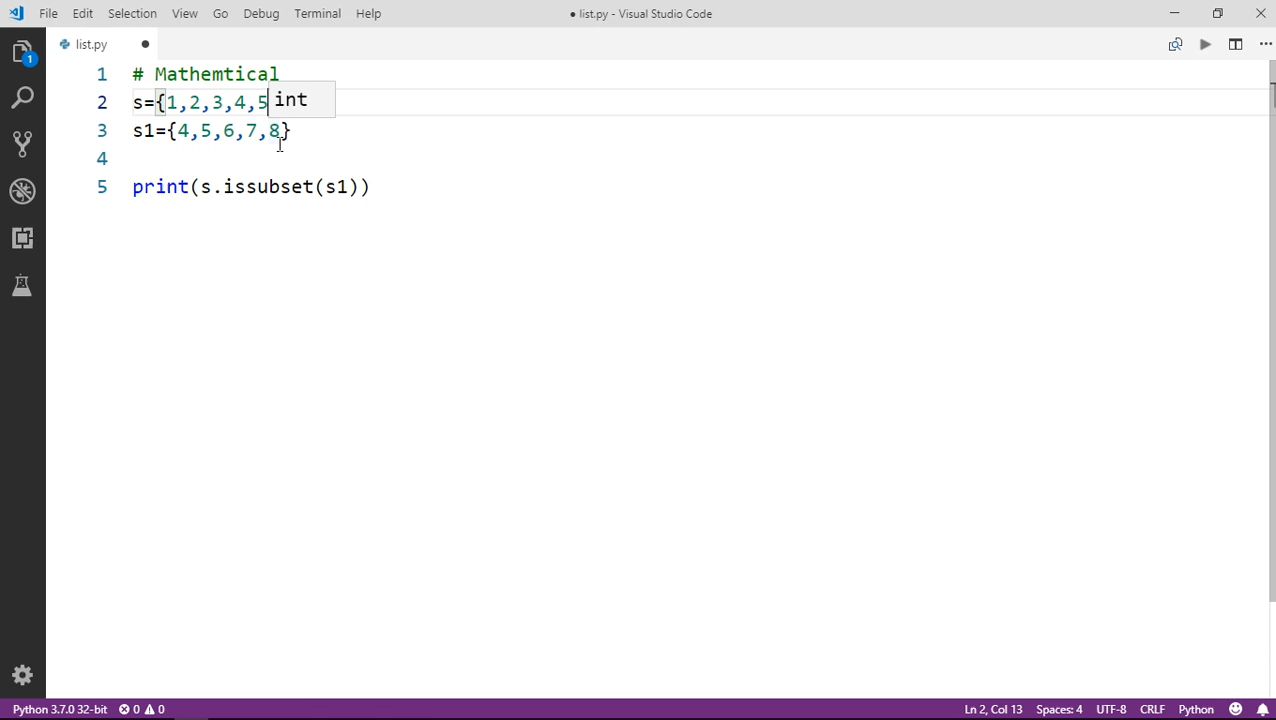 File Edit Selection View Go Debug Terminal Help
● list.py - Visual Studio Code
list.py
1 # Mathemtical
2 s={1,2,3,4,5
int
3 s1={4,5,6,7,8}
4
5 print(s.issubset(s1))
1
Python 3.7.0 32-bit 0 0 Ln 2, Col 13 Spaces: 4 UTF-8 CRLF Python